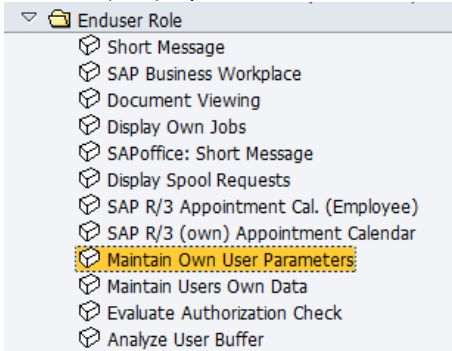 Enduser Role
Short Message
SAP Business Workplace
Document Viewing
Display Own Jobs
SAPoffice: Short Message
Display Spool Requests
SAP R/3 Appointment Cal. (Employee)
SAP R/3 (own) Appointment Calendar
Maintain Own User Parameters
Maintain Users Own Data
Evaluate Authorization Check
Analyze User Buffer